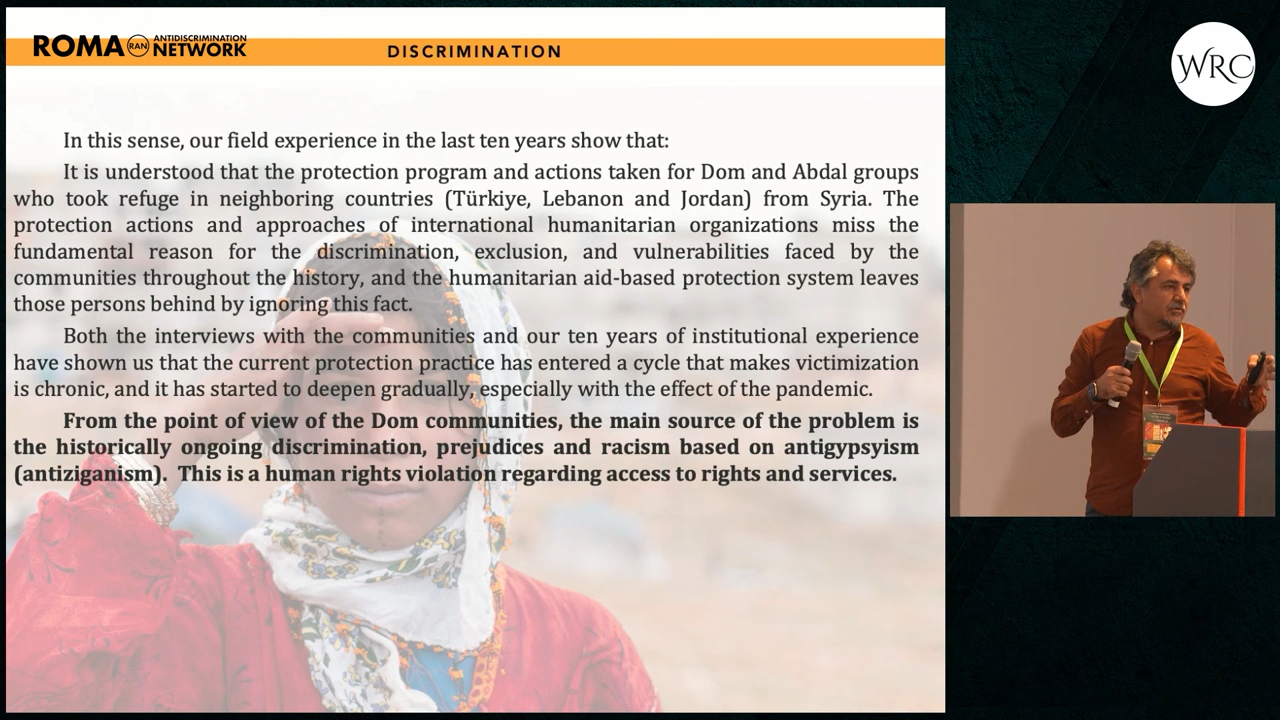 ROMA RAN ANTIDISCRIMINATION NETWORK
DISCRIMINATION
WRC
In this sense, our field experience in the last ten years show that:
It is understood that the protection program and actions taken for Dom and Abdal groups
who took refuge in neighboring countries (Türkiye, Lebanon and Jordan) from Syria. The
protection actions and approaches of international humanitarian organizations miss the
fundamental reason for the discrimination, exclusion, and vulnerabilities faced by the
communities throughout the history, and the humanitarian aid-based protection system leaves
those persons behind by ignoring this fact.
Both the interviews with the communities and our ten years of institutional experience
have shown us that the current protection practice has entered a cycle that makes victimization
is chronic, and it has started to deepen gradually, especially with the effect of the pandemic.
From the point of view of the Dom communities, the main source of the problem is
the historically ongoing discrimination, prejudices and racism based on antigypsyism
(antiziganism). This is a human rights violation regarding access to rights and services.